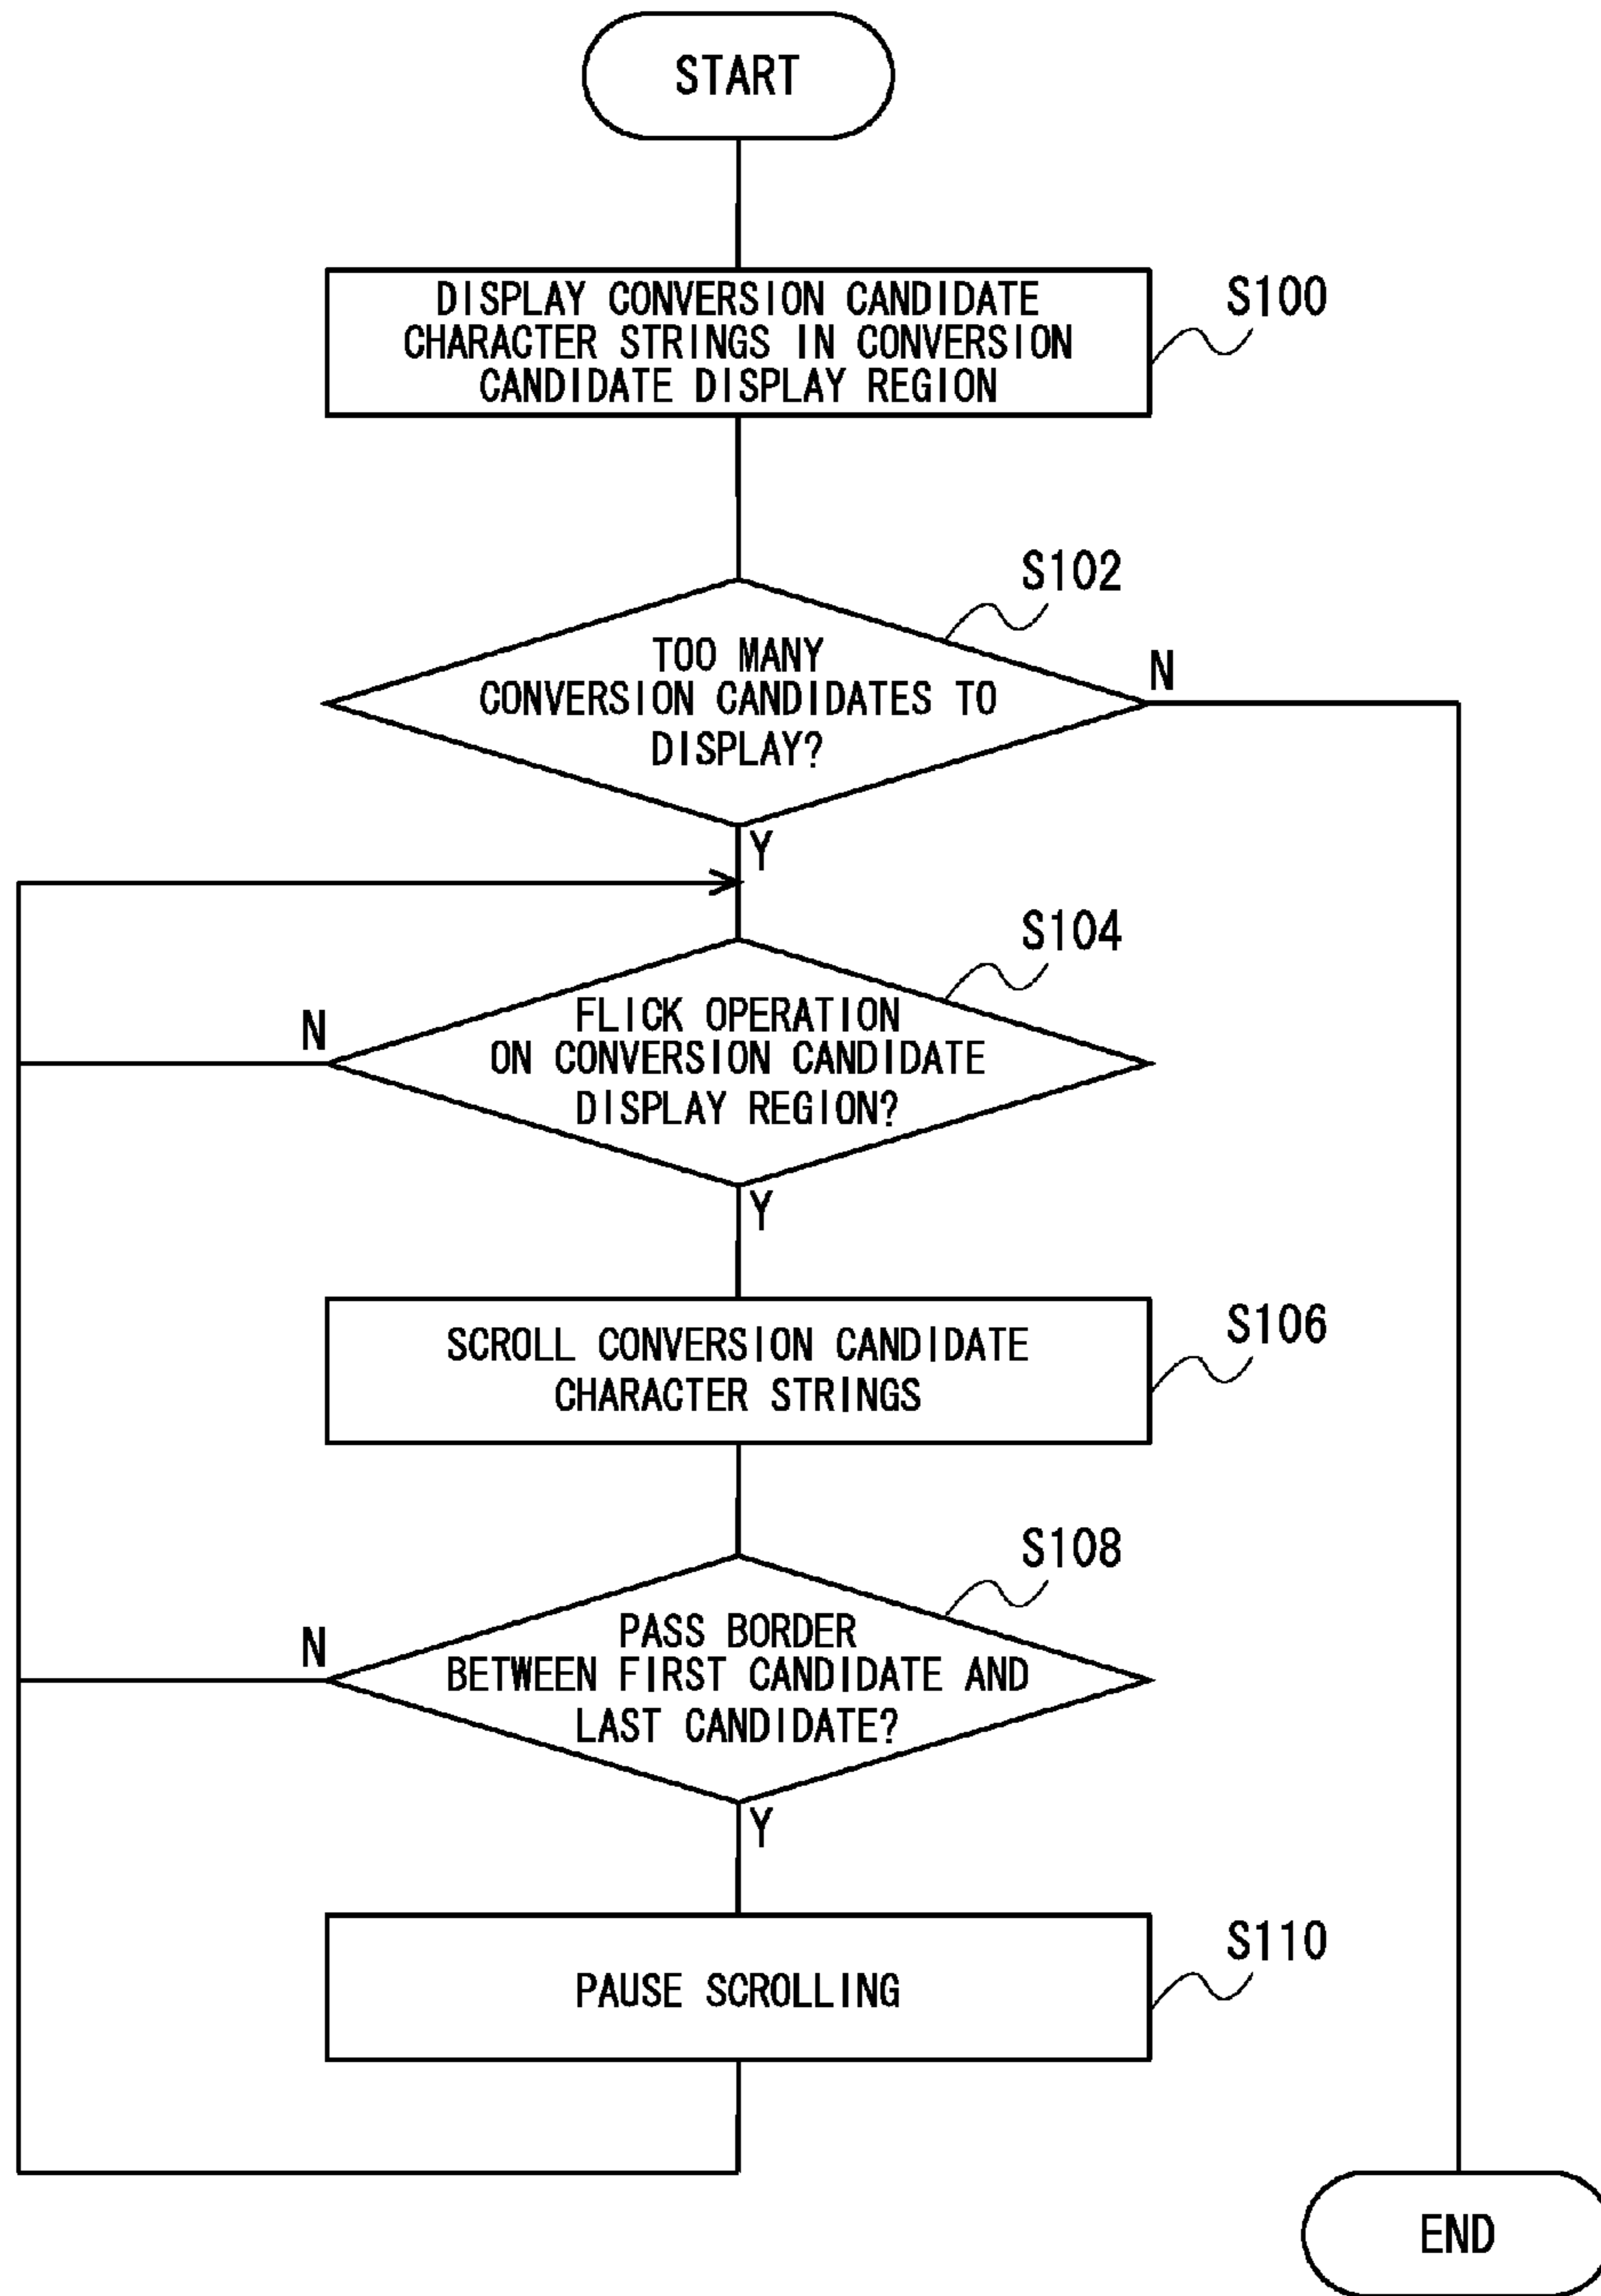 START
DISPLAY CONVERSION CANDIDATE
CHARACTER STRINGS IN CONVERSION
CANDIDATE DISPLAY REGION
S100
S102
TOO MANY
CONVERSION CANDIDATES TO
DISPLAY?
N
Y
S104
FLICK OPERATION
ON CONVERSION CANDIDATE
DISPLAY REGION?
N
Y
SCROLL CONVERSION CANDIDATE
CHARACTER STRINGS
S106
S108
PASS BORDER
BETWEEN FIRST CANDIDATE AND
LAST CANDIDATE?
N
Y
PAUSE SCROLLING
S110
END